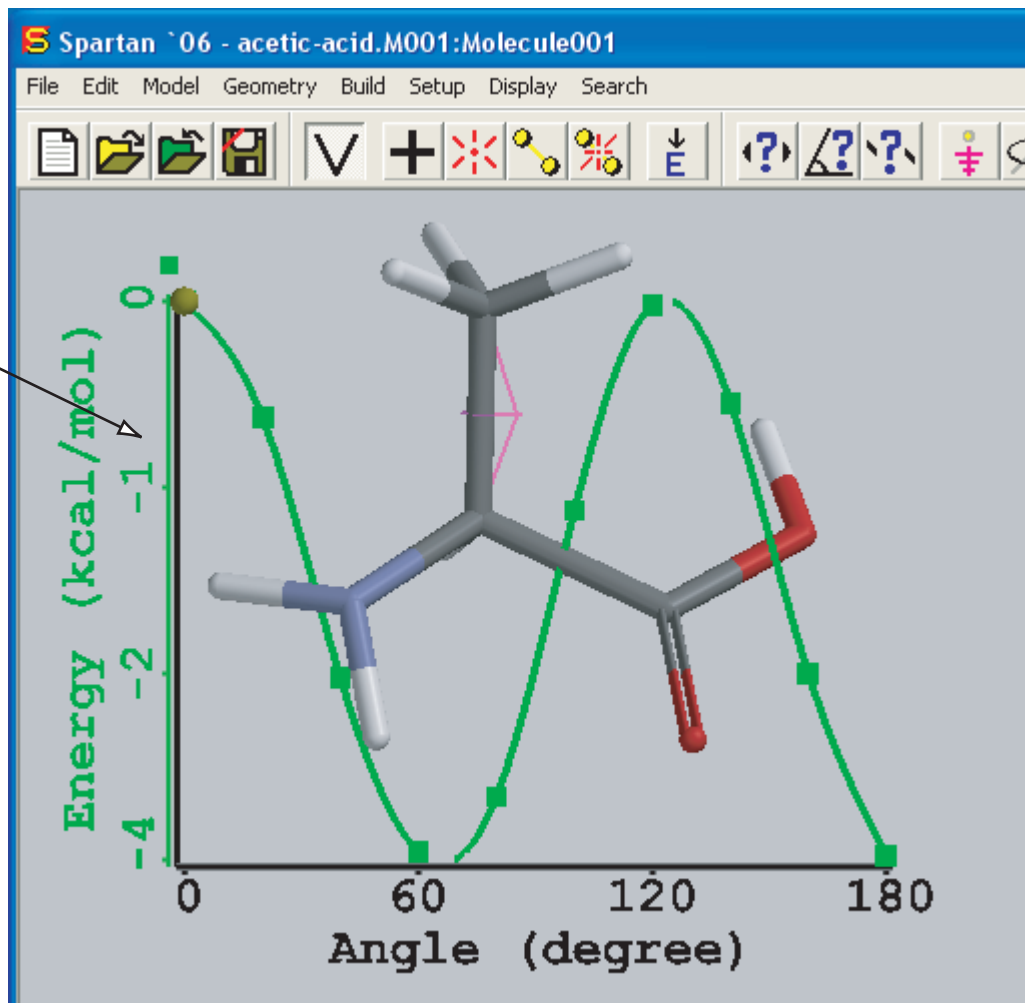 Spartan `06 - acetic-acid.M001:Molecule001
File Edit Model Geometry Build Setup Display Search
V E ? ? ?
Energy (kcal/mol)
0
-1
-2
-4
0 60 120 180
Angle (degree)